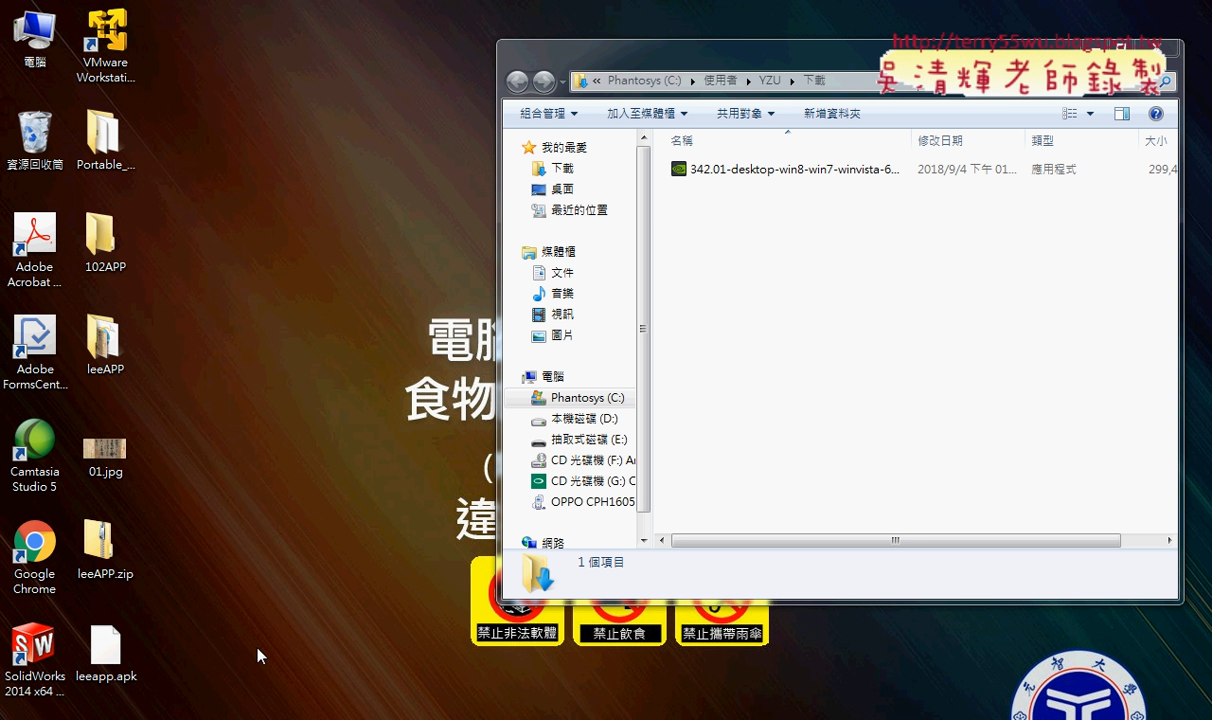 電腦
VMware
Workstati...
資源回收筒
Portable_...
Adobe
Acrobat ...
102APP
Adobe
FormsCent...
leeAPP
Camtasia
Studio 5
01.jpg
Google
Chrome
leeAPP.zip
SolidWorks
2014 x64 ...
leeapp.apk
電腦
食物
(
違
禁止非法軟體
禁止飲食
禁止攜帶雨傘
元智大學
http://terry55wu.blogspot.tw
吳清輝老師錄製
« Phantosys (C:) ▸ 使用者 ▸ YZU ▸ 下載
組合管理 加入至媒體櫃 共用對象 新增資料夾
名稱 修改日期 類型 大小
342.01-desktop-win8-win7-winvista-6... 2018/9/4 下午 01... 應用程式 299,4
我的最愛
下載
桌面
最近的位置
媒體櫃
文件
音樂
視訊
圖片
電腦
Phantosys (C:)
本機磁碟 (D:)
抽取式磁碟 (E:)
CD 光碟機 (F:) Ar
CD 光碟機 (G:) C
OPPO CPH1605
網路
1 個項目